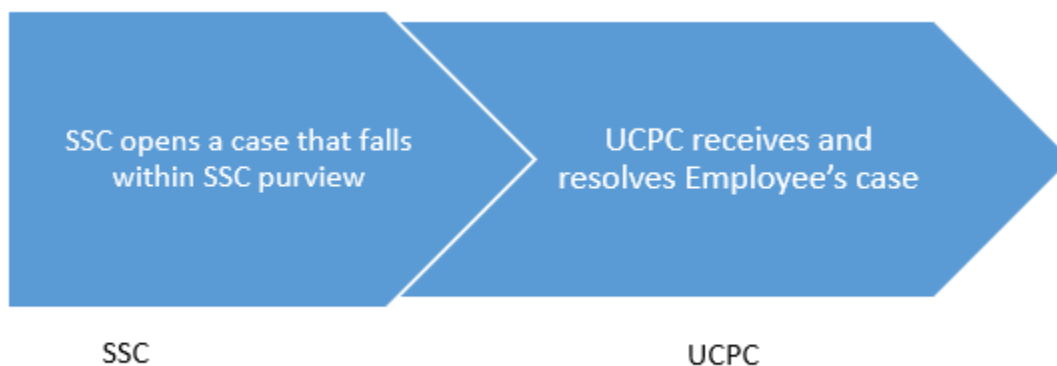 SSC opens a case that falls
within SSC purview
UCPC receives and
resolves Employee’s case
SSC
UCPC